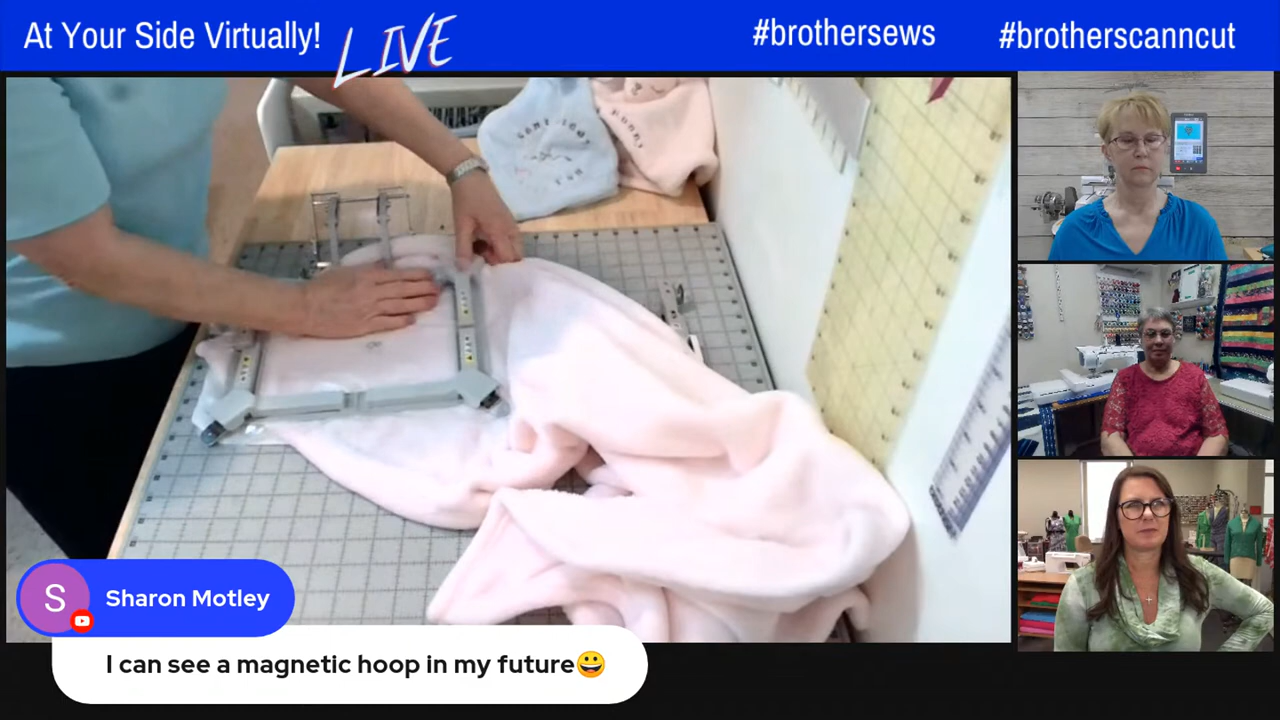 At Your Side Virtually! LIVE
#brothersews
#brotherscanncut
S
Sharon Motley
I can see a magnetic hoop in my future😀